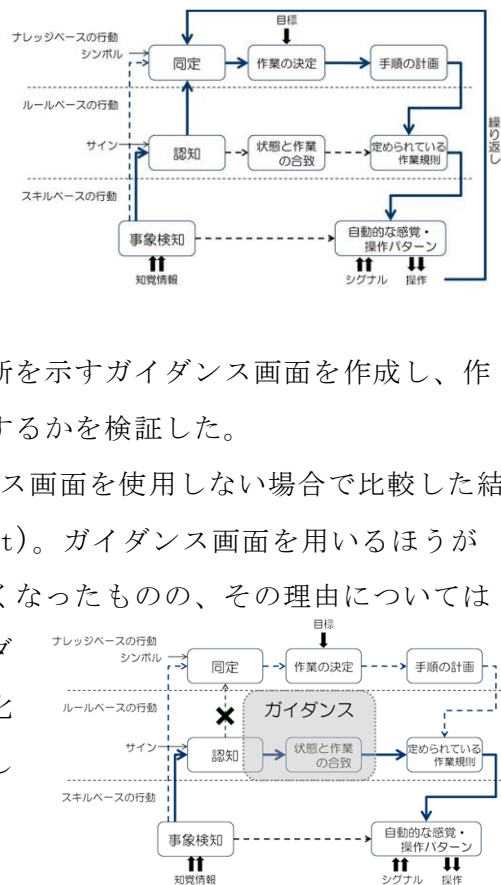 目標
ナレッジベースの行動
シンボル
同定
作業の決定
手順の計画
ルールベースの行動
サイン
認知
状態と作業
の合致
定められている
作業規則
繰り返し
スキルベースの行動
事象検知
自動的な感覚・
操作パターン
知覚情報
シグナル
操作
所を示すガイダンス画面を作成し、作
するかを検証した。
ス画面を使用しない場合で比較した結
t)。ガイダンス画面を用いるほうが
くなったものの、その理由については
ダ
化
し
目標
ナレッジベースの行動
シンボル
同定
作業の決定
手順の計画
ルールベースの行動
ガイダンス
サイン
認知
状態と作業
の合致
定められている
作業規則
スキルベースの行動
事象検知
自動的な感覚・
操作パターン
知覚情報
シグナル
操作